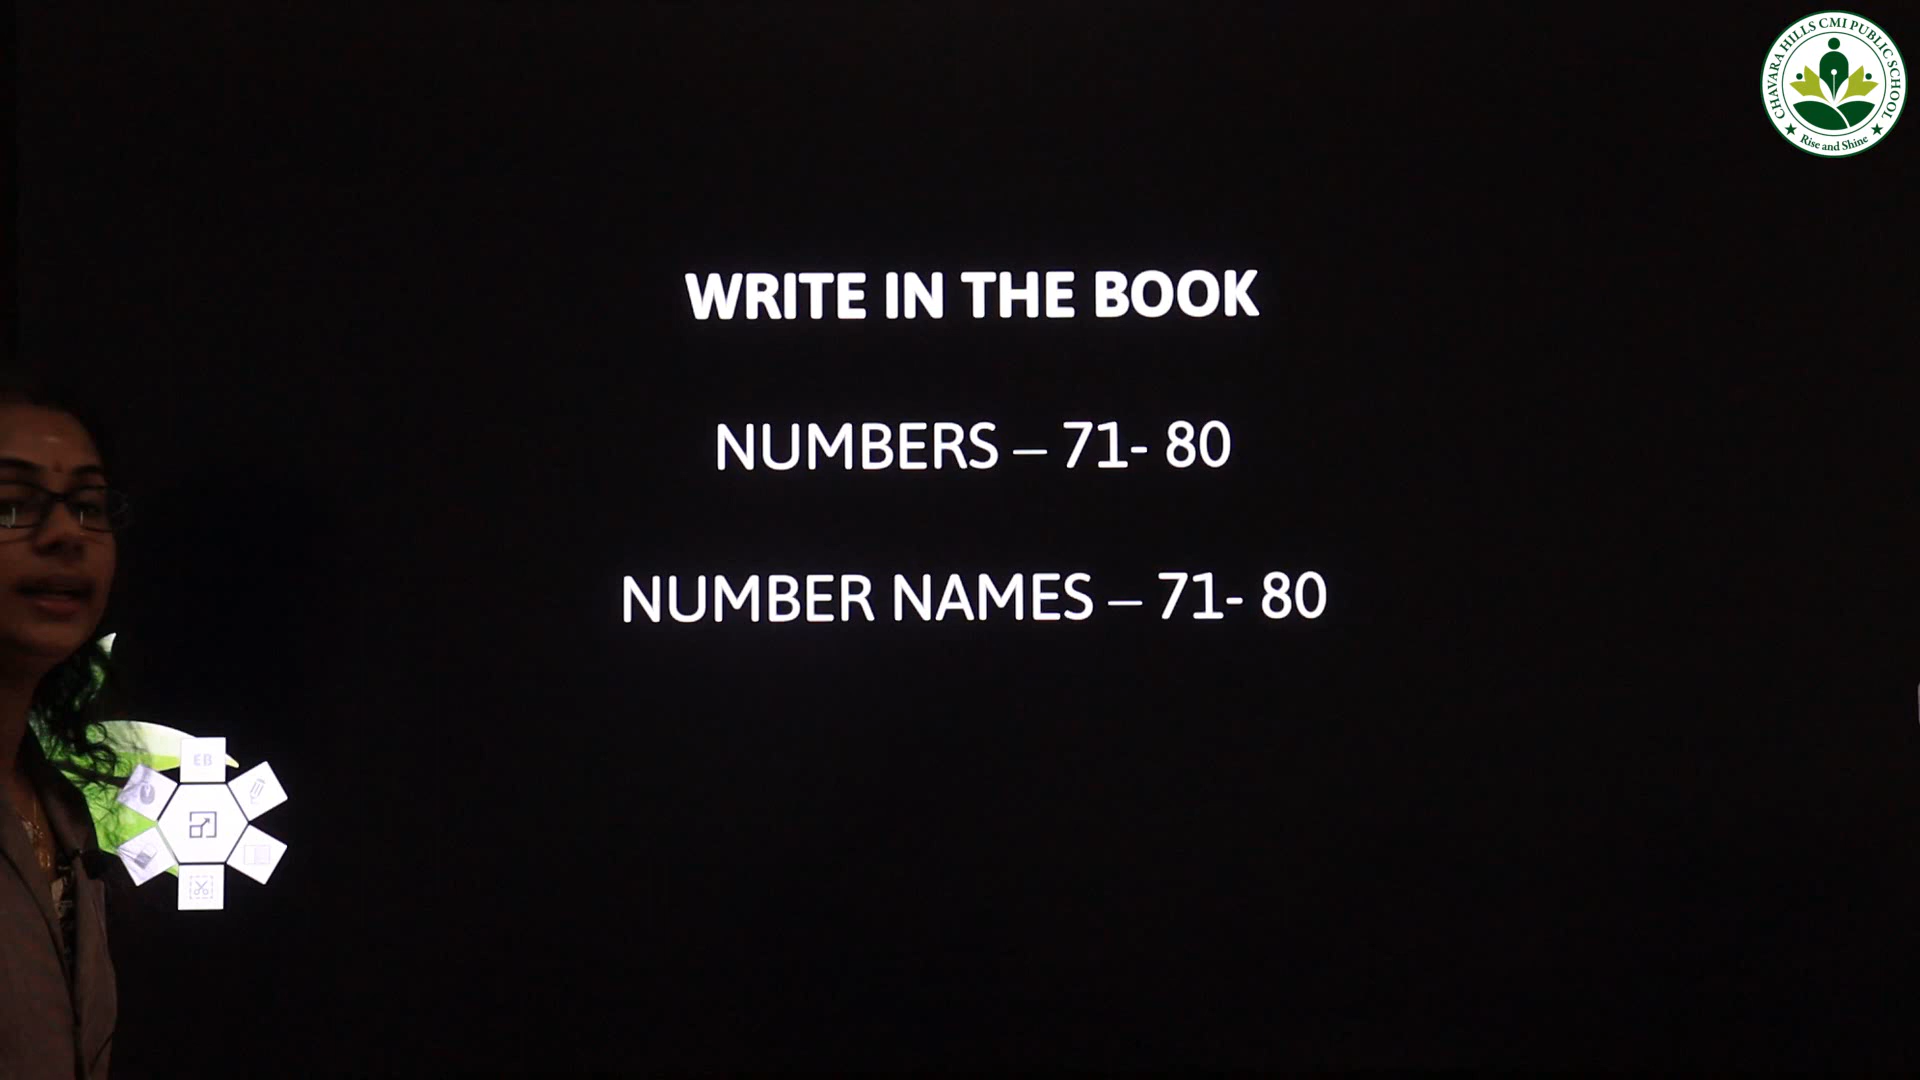 CHAVARA HILLS CMI PUBLIC SCHOOL
Rise and Shine
WRITE IN THE BOOK
NUMBERS – 71- 80
NUMBER NAMES – 71- 80
EB